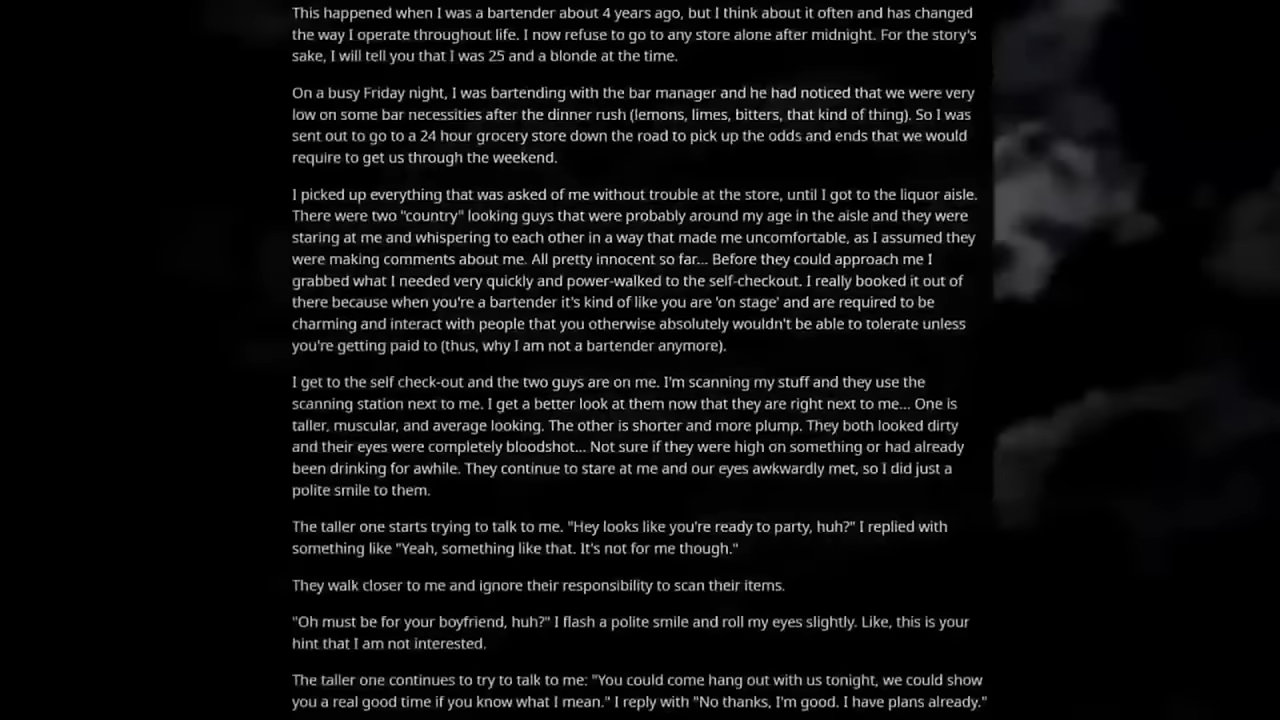 This happened when I was a bartender about 4 years ago, but I think about it often and has changed
the way I operate throughout life. I now refuse to go to any store alone after midnight. For the story's
sake, I will tell you that I was 25 and a blonde at the time.
On a busy Friday night, I was bartending with the bar manager and he had noticed that we were very
low on some bar necessities after the dinner rush (lemons, limes, bitters, that kind of thing). So I was
sent out to go to a 24 hour grocery store down the road to pick up the odds and ends that we would
require to get us through the weekend.
I picked up everything that was asked of me without trouble at the store, until I got to the liquor aisle.
There were two "country" looking guys that were probably around my age in the aisle and they were
staring at me and whispering to each other in a way that made me uncomfortable, as I assumed they
were making comments about me. All pretty innocent so far... Before they could approach me I
grabbed what I needed very quickly and power-walked to the self-checkout. I really booked it out of
there because when you're a bartender it's kind of like you are 'on stage' and are required to be
charming and interact with people that you otherwise absolutely wouldn't be able to tolerate unless
you're getting paid to (thus, why I am not a bartender anymore).
I get to the self check-out and the two guys are on me. I'm scanning my stuff and they use the
scanning station next to me. I get a better look at them now that they are right next to me... One is
taller, muscular, and average looking. The other is shorter and more plump. They both looked dirty
and their eyes were completely bloodshot... Not sure if they were high on something or had already
been drinking for awhile. They continue to stare at me and our eyes awkwardly met, so I did just a
polite smile to them.
The taller one starts trying to talk to me. "Hey looks like you're ready to party, huh?" I replied with
something like "Yeah, something like that. It's not for me though."
They walk closer to me and ignore their responsibility to scan their items.
"Oh must be for your boyfriend, huh?" I flash a polite smile and roll my eyes slightly. Like, this is your
hint that I am not interested.
The taller one continues to try to talk to me: "You could come hang out with us tonight, we could show
you a real good time if you know what I mean." I reply with "No thanks, I'm good. I have plans already."